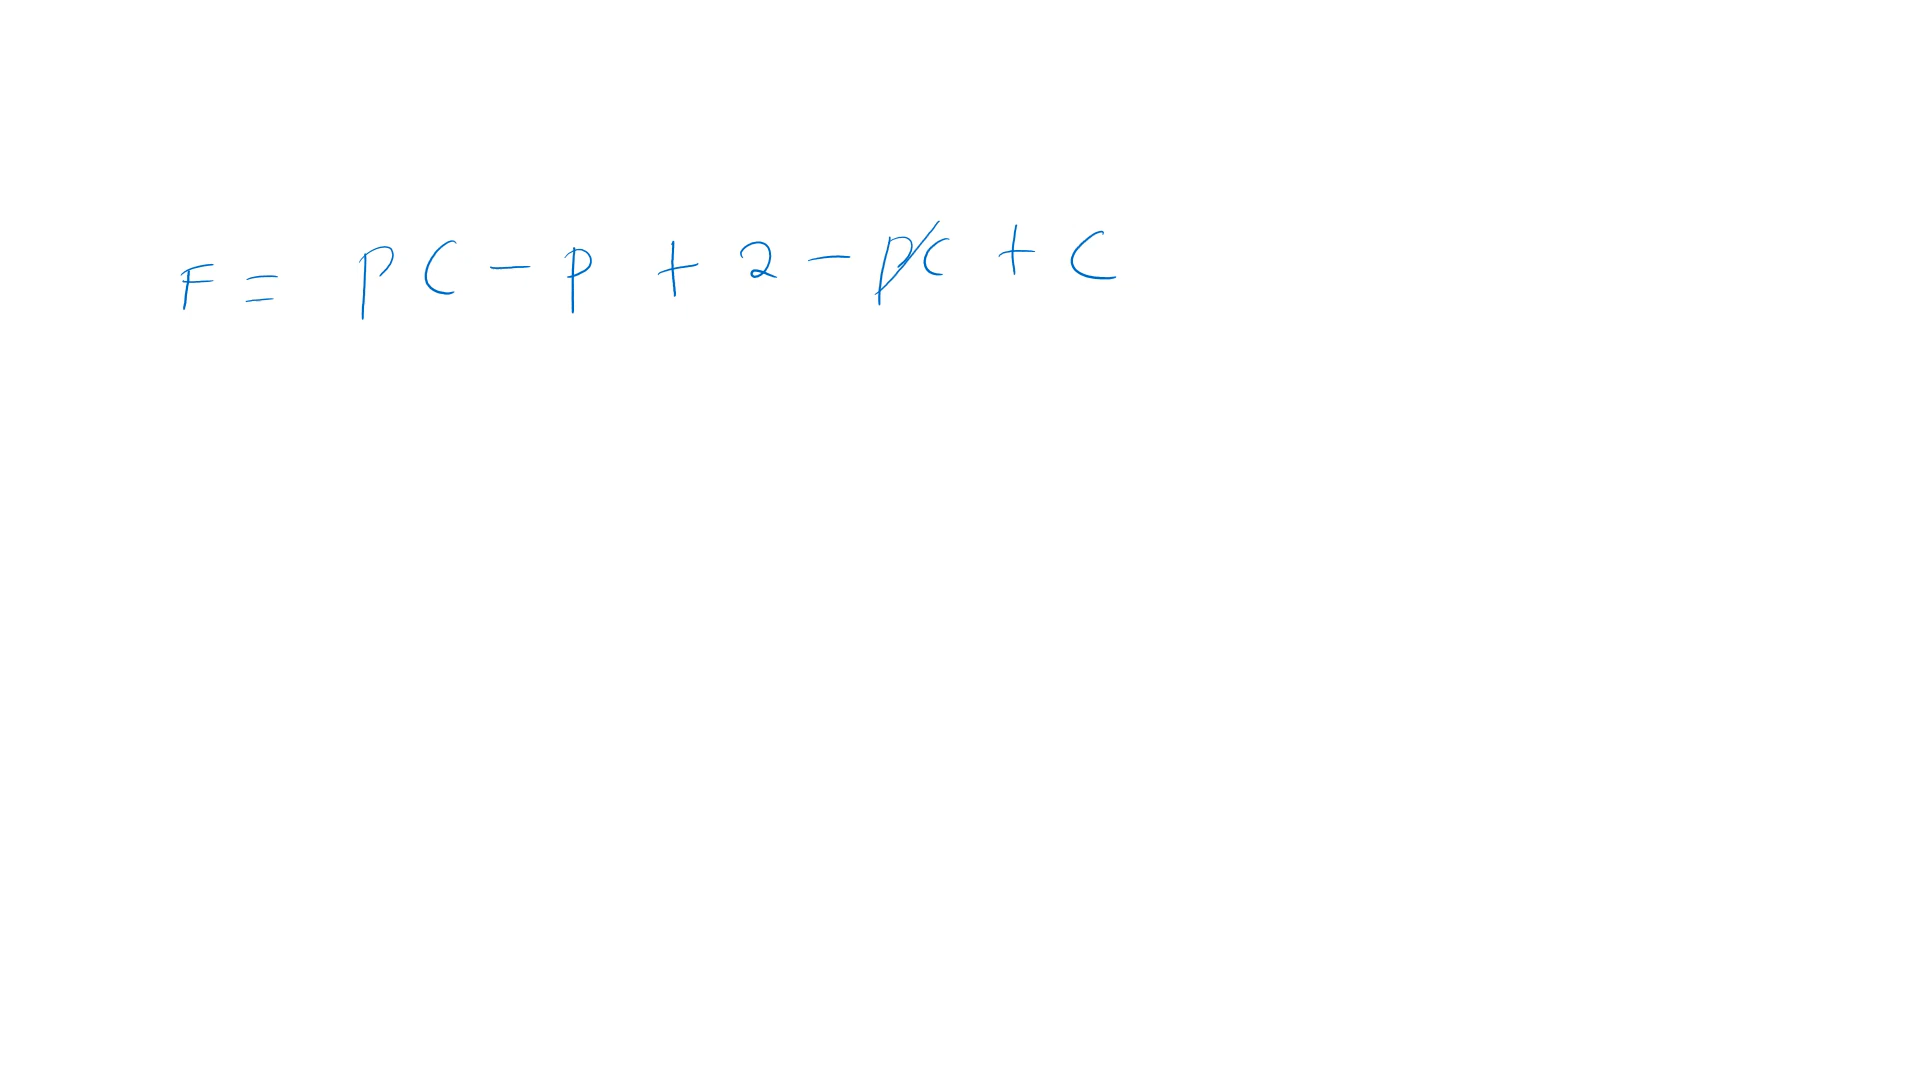 F = PC - P + 2 - PC + C